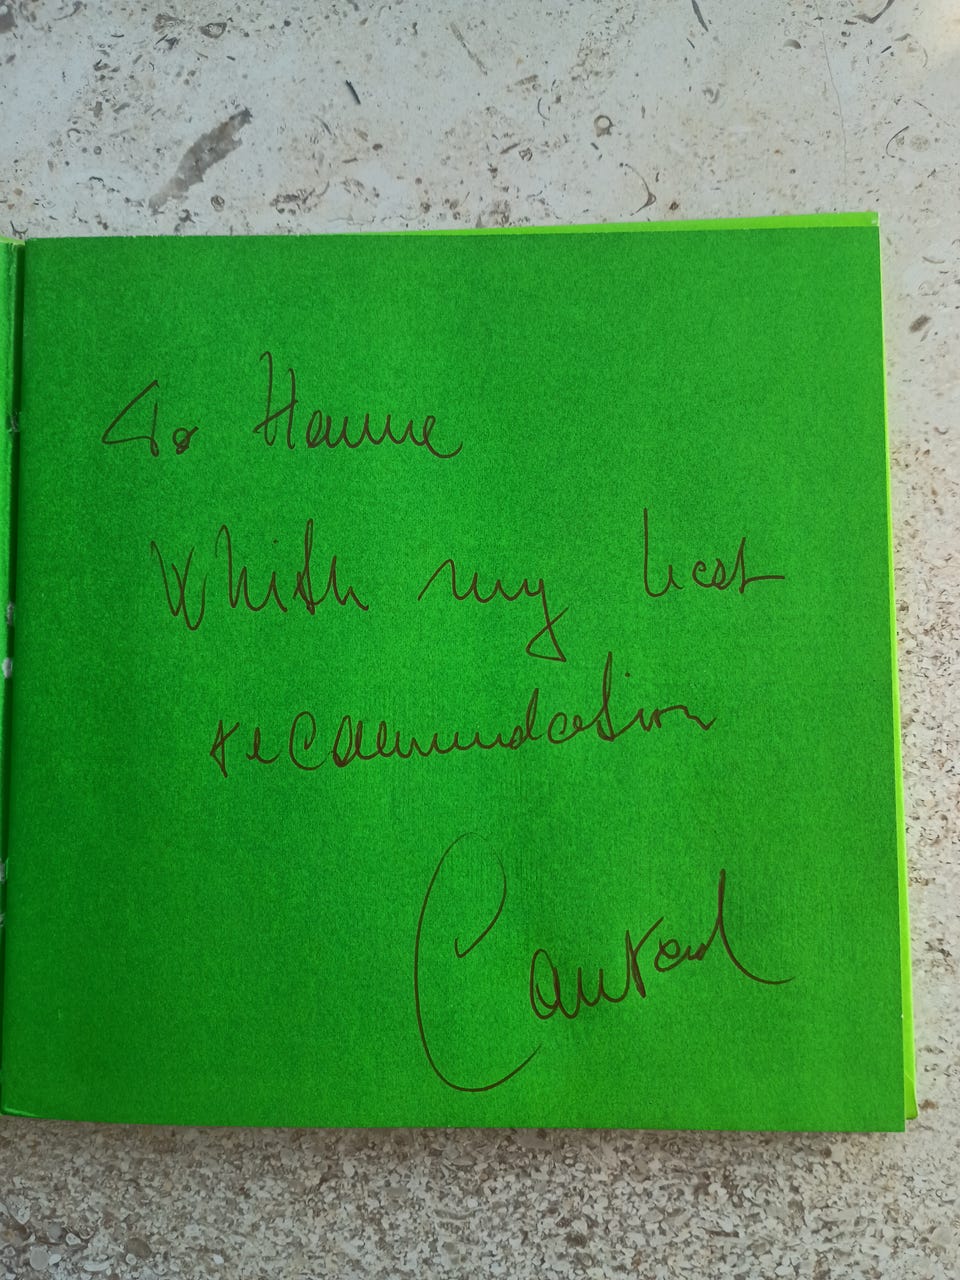 To Hanne
Whith my best
recommendation
Conrad